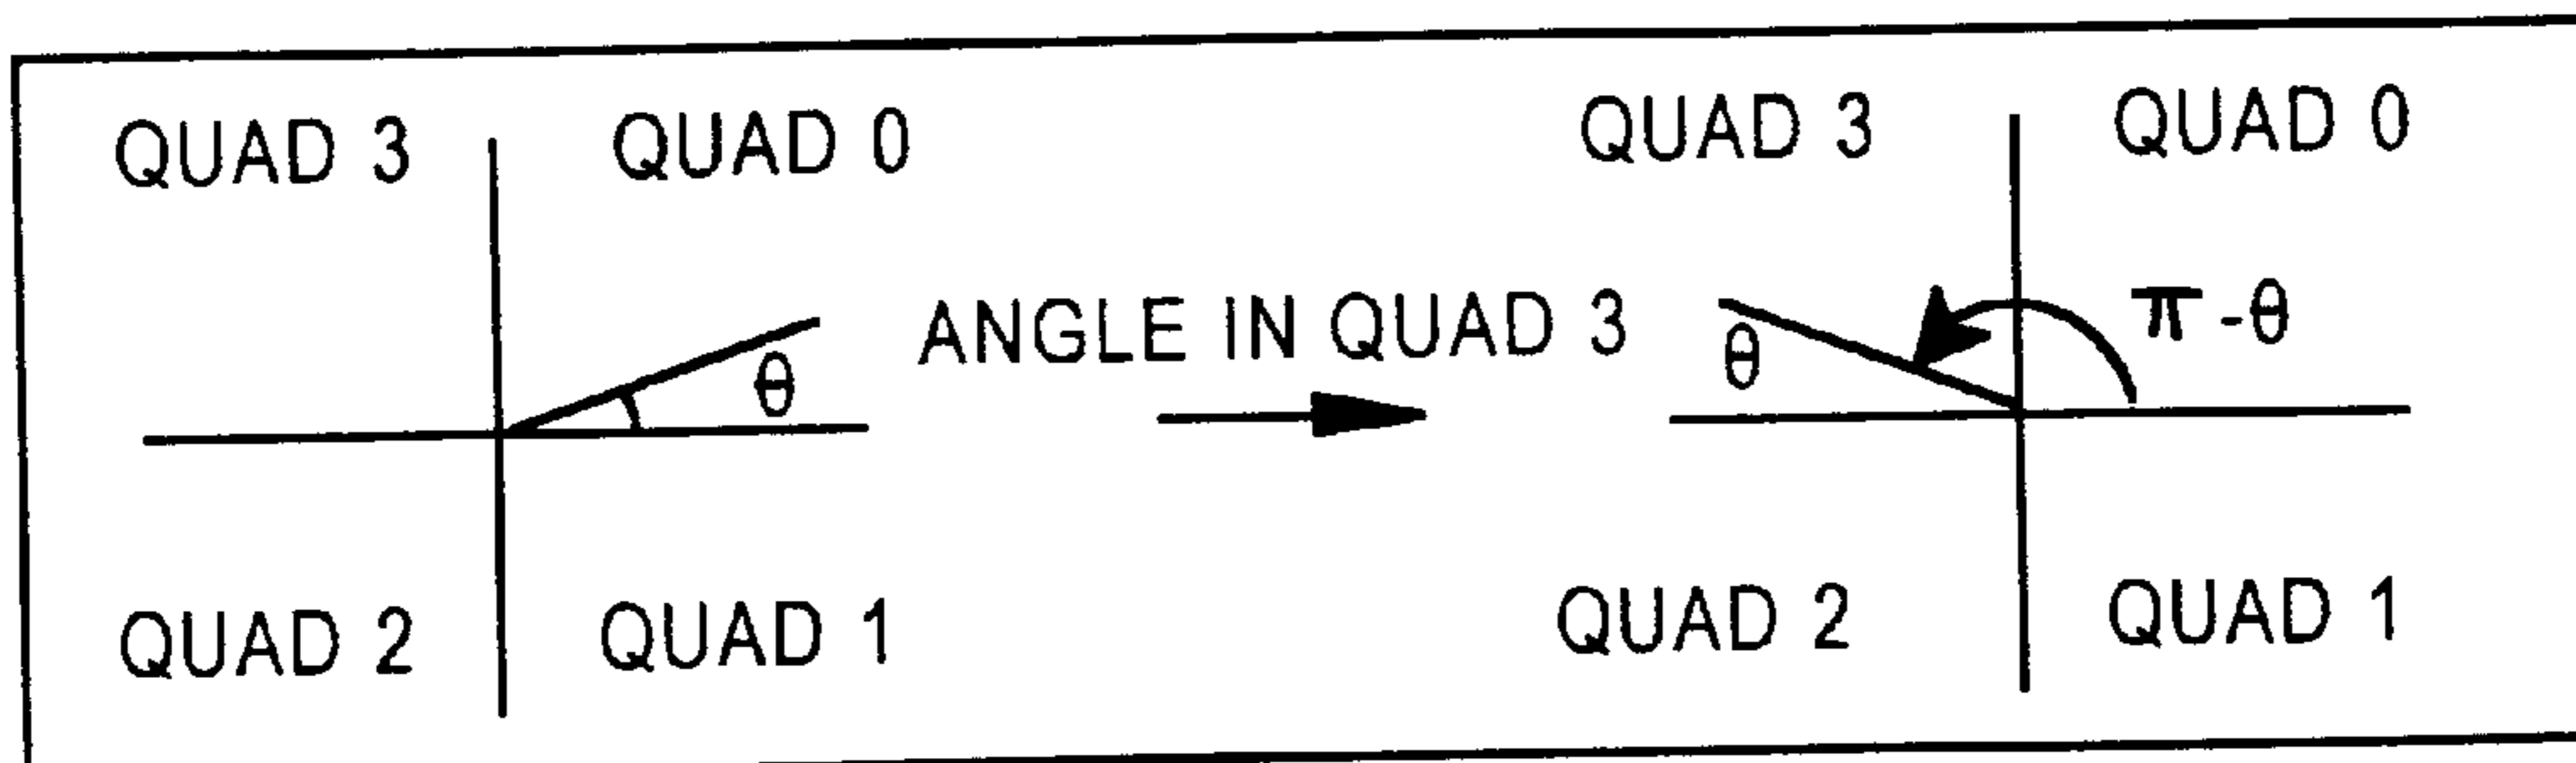 QUAD 3 QUAD 0 QUAD 3 QUAD 0
ANGLE IN QUAD 3
θ
θ
π-θ
QUAD 2 QUAD 1 QUAD 2 QUAD 1